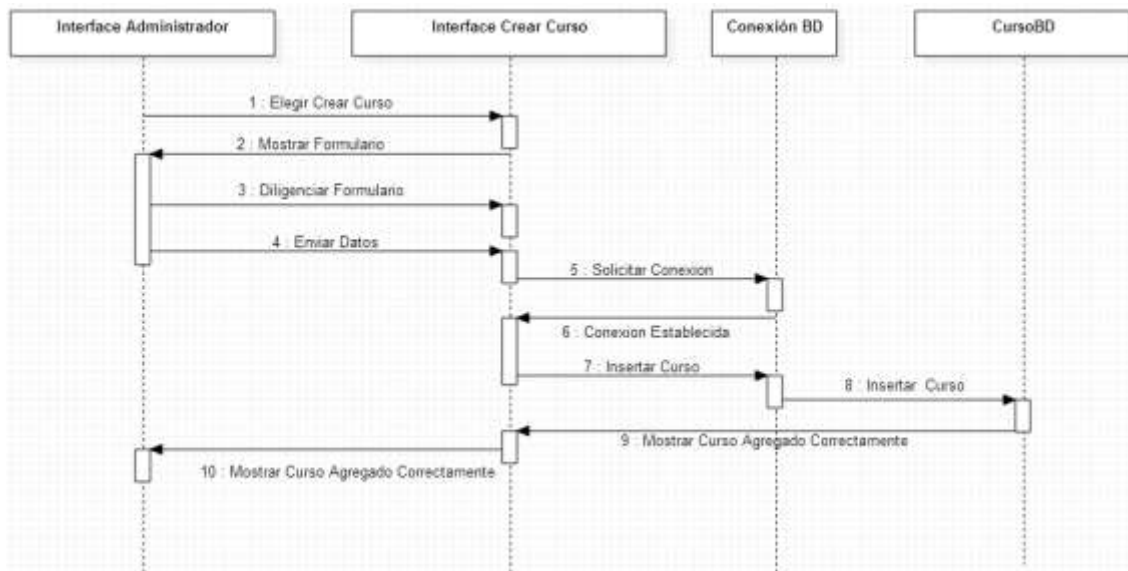 Interface Administrador
Interface Crear Curso
Conexión BD
CursoBD
1 : Elegir Crear Curso
2 : Mostrar Formulario
3 : Diligenciar Formulario
4 : Enviar Datos
5 : Solicitar Conexion
6 : Conexion Establecida
7 : Insertar Curso
8 : Insertar Curso
9 : Mostrar Curso Agregado Correctamente
10 : Mostrar Curso Agregado Correctamente